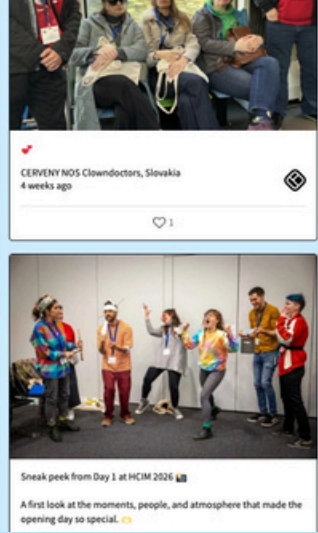 💕
CERVENY NOS Clowndoctors, Slovakia
4 weeks ago
1
Sneak peek from Day 1 at HCIM 2026 📸
A first look at the moments, people, and atmosphere that made the
opening day so special. 🫶